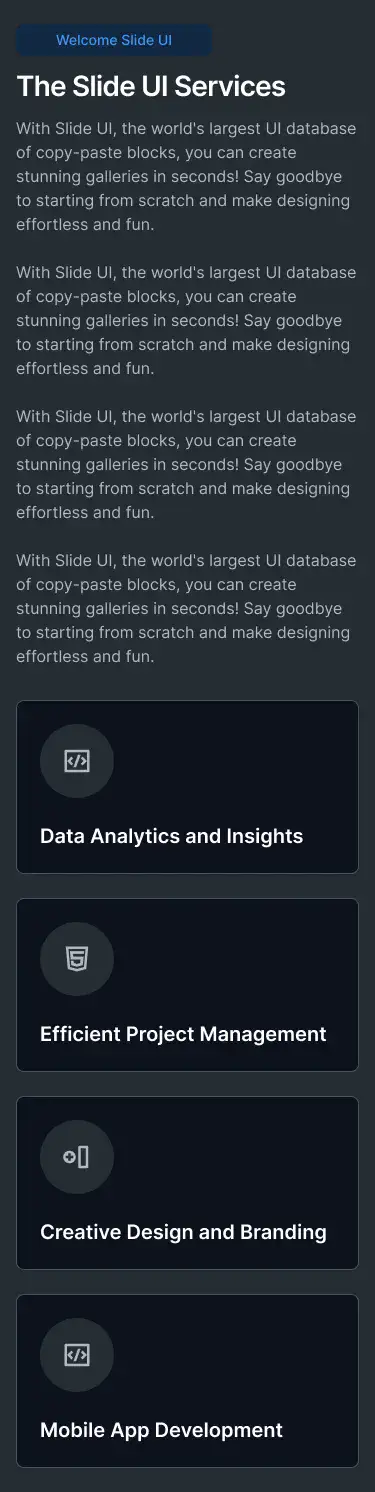 Welcome Slide UI
The Slide UI Services
With Slide UI, the world's largest UI database
of copy-paste blocks, you can create
stunning galleries in seconds! Say goodbye
to starting from scratch and make designing
effortless and fun.
With Slide UI, the world's largest UI database
of copy-paste blocks, you can create
stunning galleries in seconds! Say goodbye
to starting from scratch and make designing
effortless and fun.
With Slide UI, the world's largest UI database
of copy-paste blocks, you can create
stunning galleries in seconds! Say goodbye
to starting from scratch and make designing
effortless and fun.
With Slide UI, the world's largest UI database
of copy-paste blocks, you can create
stunning galleries in seconds! Say goodbye
to starting from scratch and make designing
effortless and fun.
Data Analytics and Insights
Efficient Project Management
Creative Design and Branding
Mobile App Development